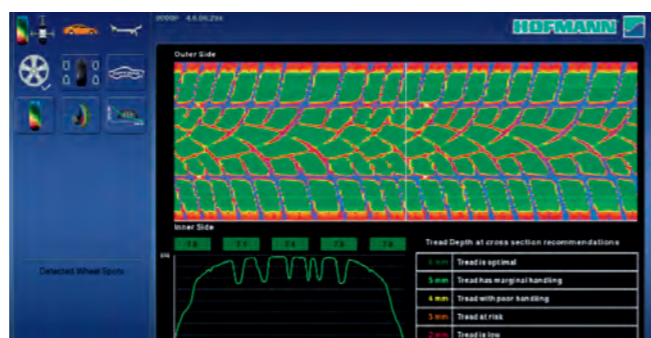 HOFMANN
Outer Side
Inner Side
Tread Depth at cross section recommendations
6 mm Tread is optimal
5 mm Tread has marginal handling
4 mm Tread with poor handling
3 mm Tread at risk
2 mm Tread is low
Detected Wheel Spots